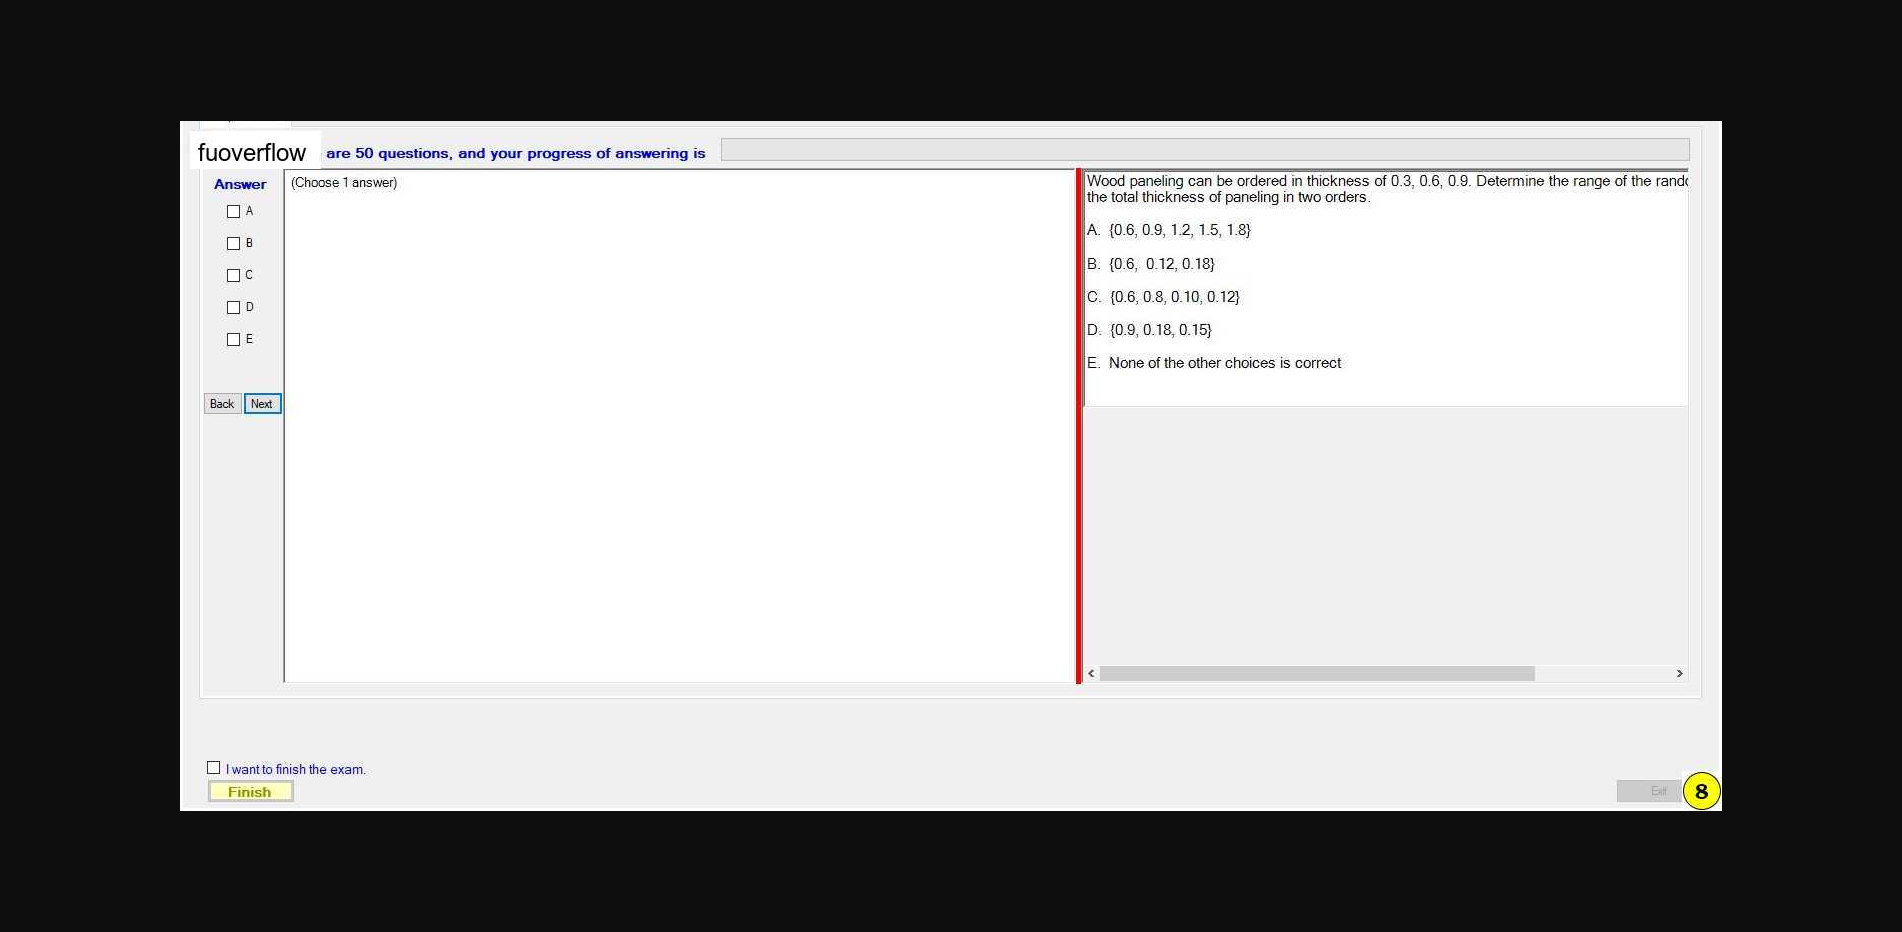 fuoverflow are 50 questions, and your progress of answering is
Answer
A
B
C
D
E
Back Next
(Choose 1 answer)
Wood paneling can be ordered in thickness of 0.3, 0.6, 0.9. Determine the range of the
the total thickness of paneling in two orders.
A. {0.6, 0.9, 1.2, 1.5, 1.8}
B. {0.6, 0.12, 0.18}
C. {0.6, 0.8, 0.10, 0.12}
D. {0.9, 0.18, 0.15}
E. None of the other choices is correct
I want to finish the exam.
Finish
Exit
8